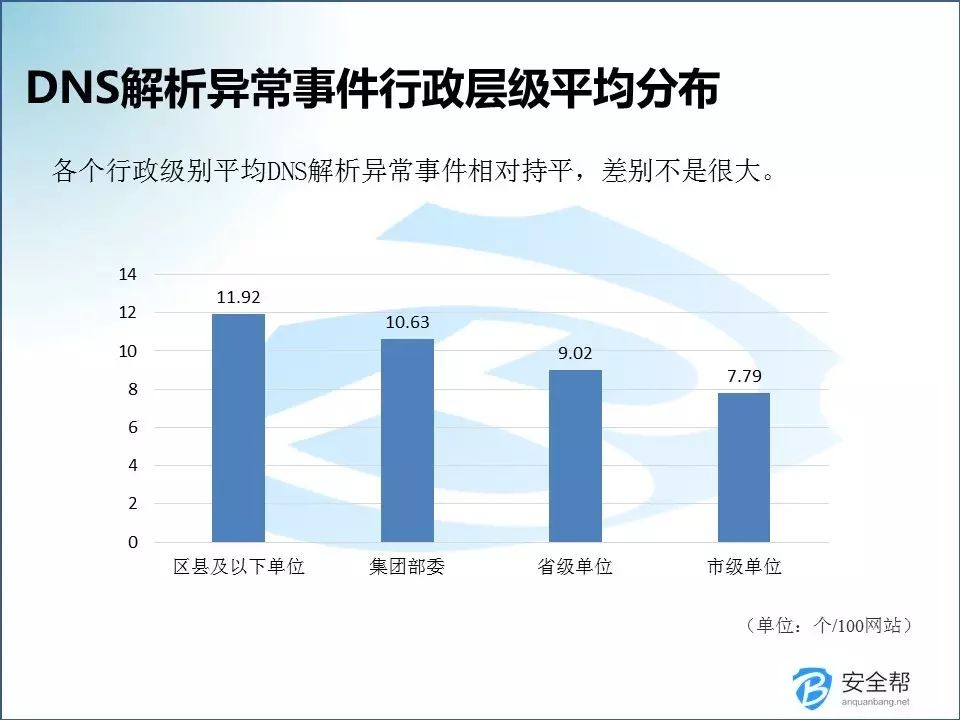 DNS解析异常事件行政层级平均分布
各个行政级别平均DNS解析异常事件相对持平，差别不是很大。
14
12
10
8
6
4
2
0
11.92
10.63
9.02
7.79
区县及以下单位 集团部委 省级单位 市级单位
（单位：个/100网站）
安全帮
anquanbang.net